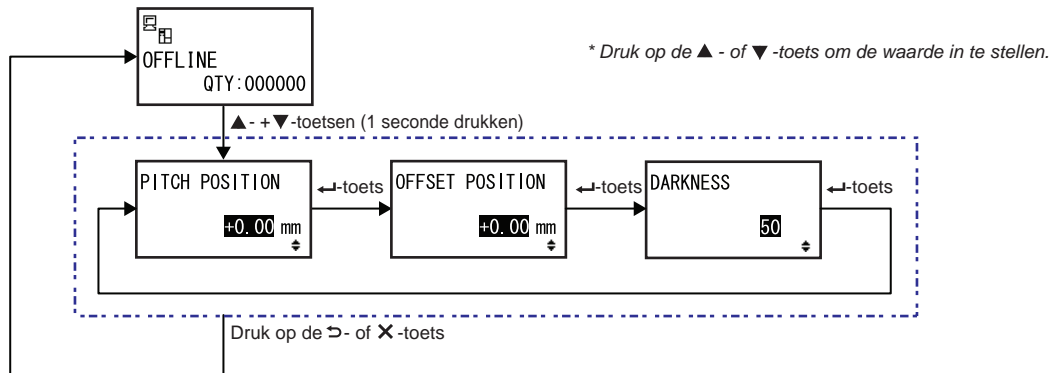 OFFLINE
QTY:000000
* Druk op de ▲ - of ▼ -toets om de waarde in te stellen.
▲- +▼-toetsen (1 seconde drukken)
PITCH POSITION
+0.00 mm
↵-toets
OFFSET POSITION
+0.00 mm
↵-toets
DARKNESS
50
↵-toets
Druk op de ⮌- of ✕ -toets